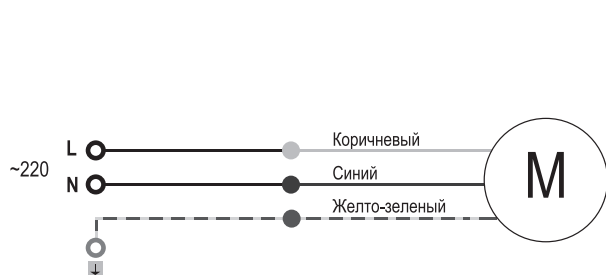 L
Коричневый
~220
N
Синий
M
Желто-зеленый